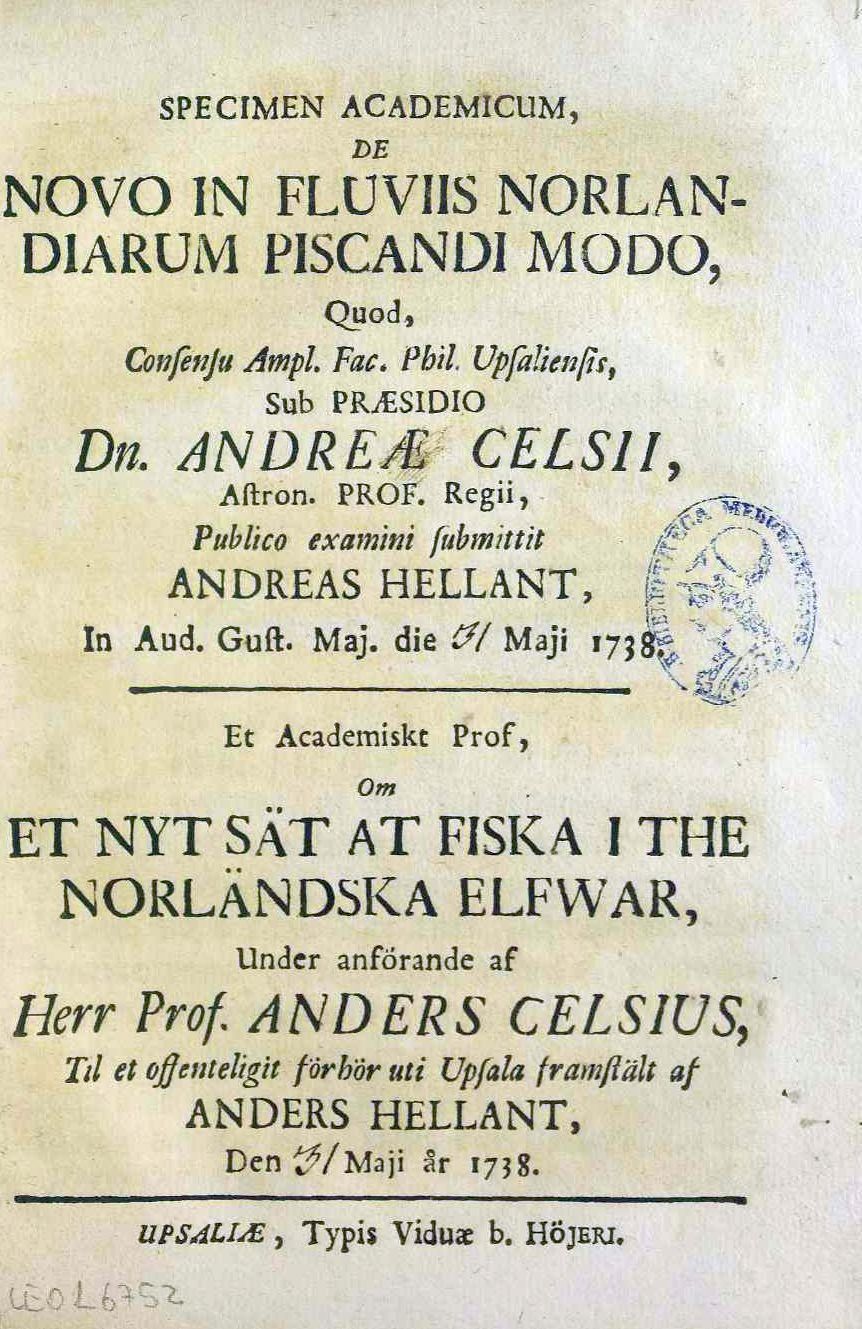 SPECIMEN ACADEMICUM,
DE
NOVO IN FLUVIIS NORLAN-
DIARUM PISCANDI MODO,
Quod,
Conſenſu Ampl. Fac. Phil. Upſalienſis,
Sub PRÆSIDIO
Dn. ANDREÆ CELSII,
Aſtron. PROF. Regii,
Publico examini ſubmittit
ANDREAS HELLANT,
In Aud. Guſt. Maj. die Maji 1738.
Et Academiskt Prof,
Om
ET NYT SÄT AT FISKA I THE
NORLÄNDSKA ELFWAR,
Under anförande af
Herr Prof. ANDERS CELSIUS,
Til et offenteligit förhör uti Upſala framſtält af
ANDERS HELLANT,
Den Maji år 1738.
UPSALIÆ, Typis Viduæ b. HÖJERI.
LEOL6752